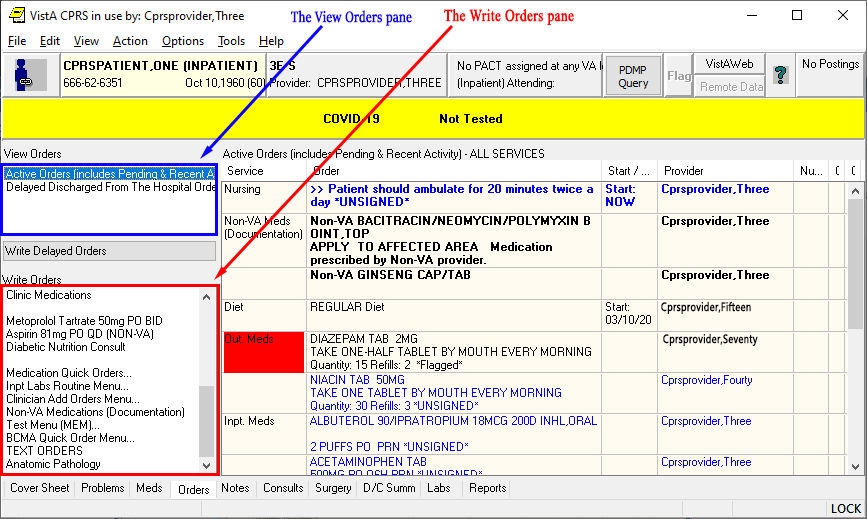 VistA CPRS in use by: Cprsprovider,Three
The View Orders pane
The Write Orders pane
File Edit View Action Options Tools Help
CPRSPATIENT,ONE (INPATIENT)
666-62-6351 Oct 10,1960 (60)
3E S
Provider: CPRSPROVIDER,THREE
No PACT assigned at any VA l
(Inpatient) Attending:
PDMP
Query
Flag
VistAWeb
Remote Data
?
No Postings
COVID-19 Not Tested
View Orders
Active Orders (includes Pending & Recent A
Delayed Discharged From The Hospital Orde
Write Delayed Orders
Write Orders
Clinic Medications
Metoprolol Tartrate 50mg PO BID
Aspirin 81mg PO QD (NON-VA)
Diabetic Nutrition Consult
Medication Quick Orders...
Inpt Labs Routine Menu...
Clinician Add Orders Menu...
Non-VA Medications (Documentation)
Test Menu (MEM)...
BCMA Quick Order Menu...
TEXT ORDERS
Anatomic Pathology
Active Orders (includes Pending & Recent Activity) - ALL SERVICES
Service Order Start / ... Provider Nu...
Nursing >> Patient should ambulate for 20 minutes twice a Start: Cprsprovider,Three
day *UNSIGNED* NOW
Non-VA Meds Non-VA BACITRACIN/NEOMYCIN/POLYMYXIN B Cprsprovider,Three
(Documentation) OINT,TOP
APPLY TO AFFECTED AREA Medication
prescribed by Non-VA provider.
Non-VA GINSENG CAP/TAB Cprsprovider,Three
Diet REGULAR Diet Start: Cprsprovider,Fifteen
03/10/20
Out. Meds DIAZEPAM TAB 2MG Cprsprovider,Seventy
TAKE ONE-HALF TABLET BY MOUTH EVERY MORNING
Quantity: 15 Refills: 2 *Flagged*
NIACIN TAB 50MG Cprsprovider,Fourty
TAKE ONE TABLET BY MOUTH EVERY MORNING
Quantity: 30 Refills: 3 *UNSIGNED*
Inpt. Meds ALBUTEROL 90/IPRATROPIUM 18MCG 200D INHL,ORAL Cprsprovider,Three
2 PUFFS PO PRN *UNSIGNED*
ACETAMINOPHEN TAB Cprsprovider,Three
500MG PO Q6H PRN *UNSIGNED*
Cover Sheet Problems Meds Orders Notes Consults Surgery D/C Summ Labs Reports
LOCK